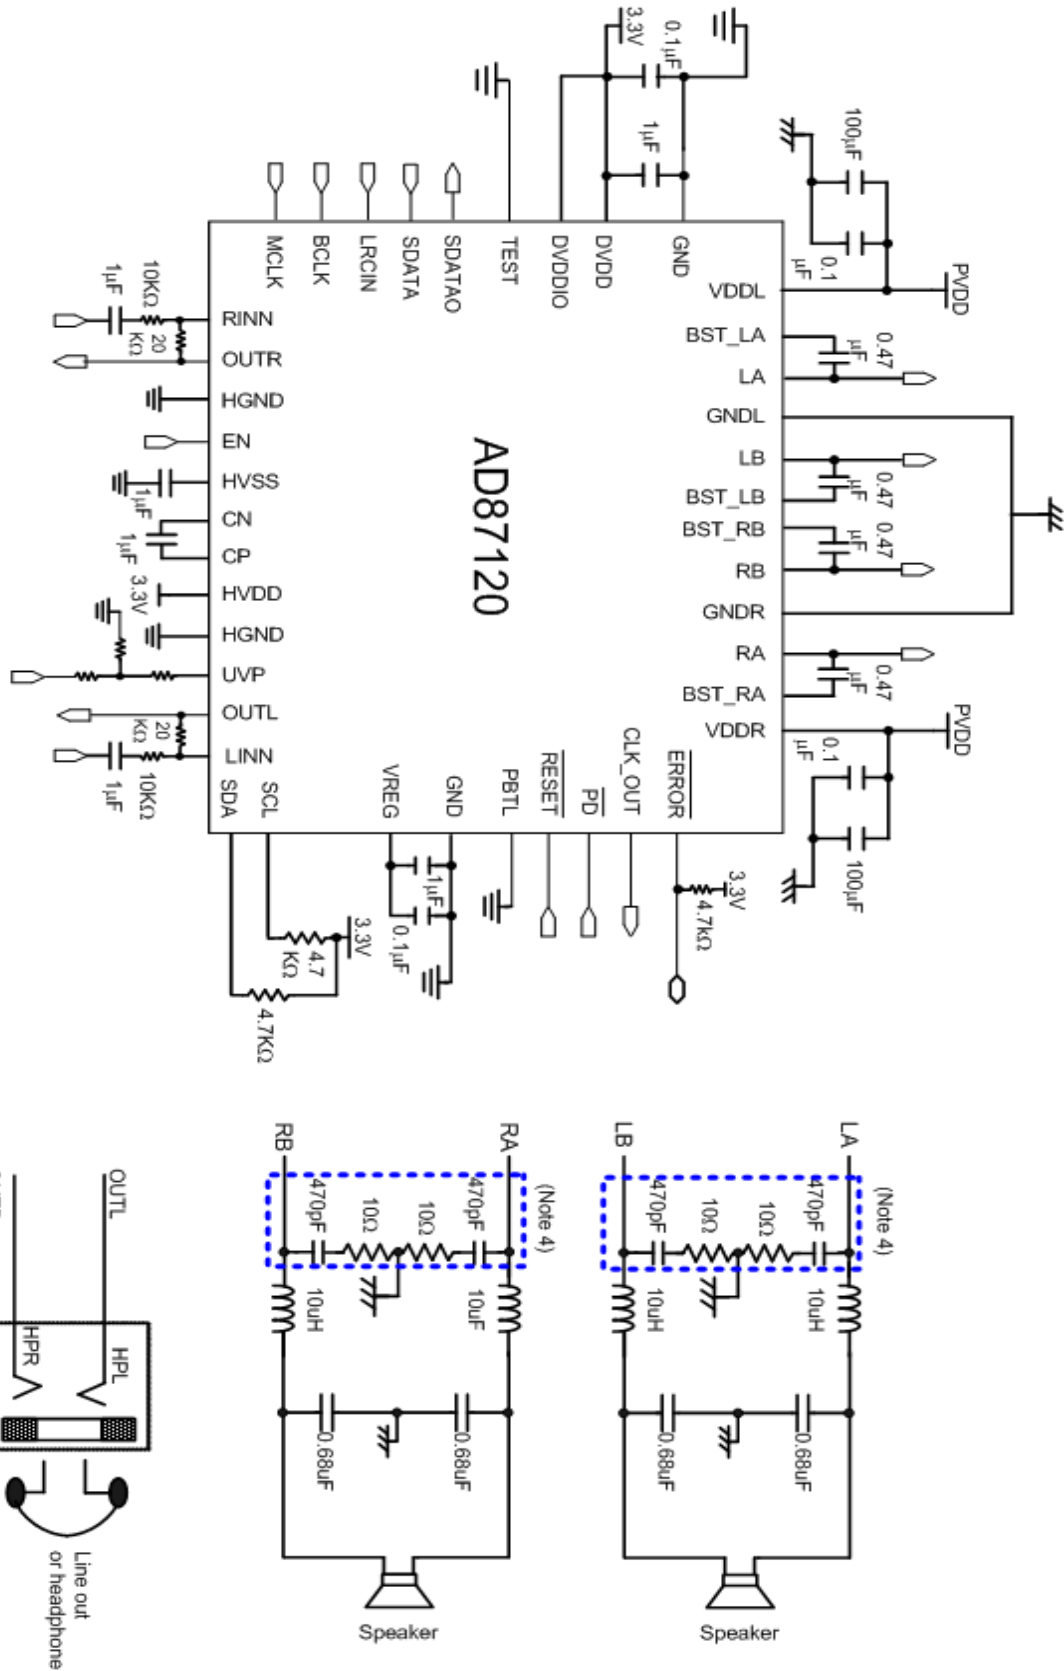 3.3V
0.1µF
1µF
100µF
0.1
µF
PVDD
MCLK
BCLK
LRCIN
SDATA
SDATAO
TEST
DVDDIO
DVDD
GND
VDDL
BST_LA
LA
GNDL
LB
BST_LB
BST_RB
RB
GNDR
RA
BST_RA
VDDR
0.47
µF
0.47
µF
0.47
µF
0.47
µF
PVDD
0.1
µF
100µF
AD87120
1µF
10KΩ
20
KΩ
RINN
OUTR
HGND
EN
HVSS
1µF
CN
1µF
CP
3.3V
HVDD
HGND
UVP
OUTL
20
KΩ
LINN
1µF
10KΩ
SDA
SCL
VREG
GND
PBTL
RESET
PD
CLK_OUT
ERROR
1µF
0.1µF
3.3V
4.7
KΩ
4.7KΩ
3.3V
4.7kΩ
LA
LB
(Note 4)
470pF
10Ω
10Ω
470pF
10uH
10uH
0.68uF
0.68uF
Speaker
RA
RB
(Note 4)
470pF
10Ω
10Ω
470pF
10uF
10uH
0.68uF
0.68uF
Speaker
OUTL
HPL
HPR
Line out
or headphone